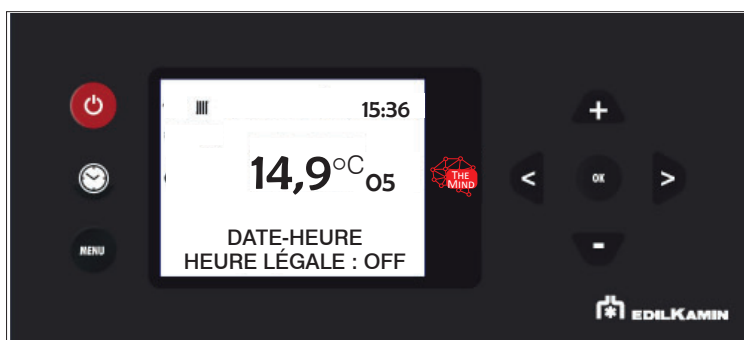 15:36
14,9°C 05
THE
MIND
OK
MENU
DATE-HEURE
HEURE LÉGALE : OFF
EDILKAMIN